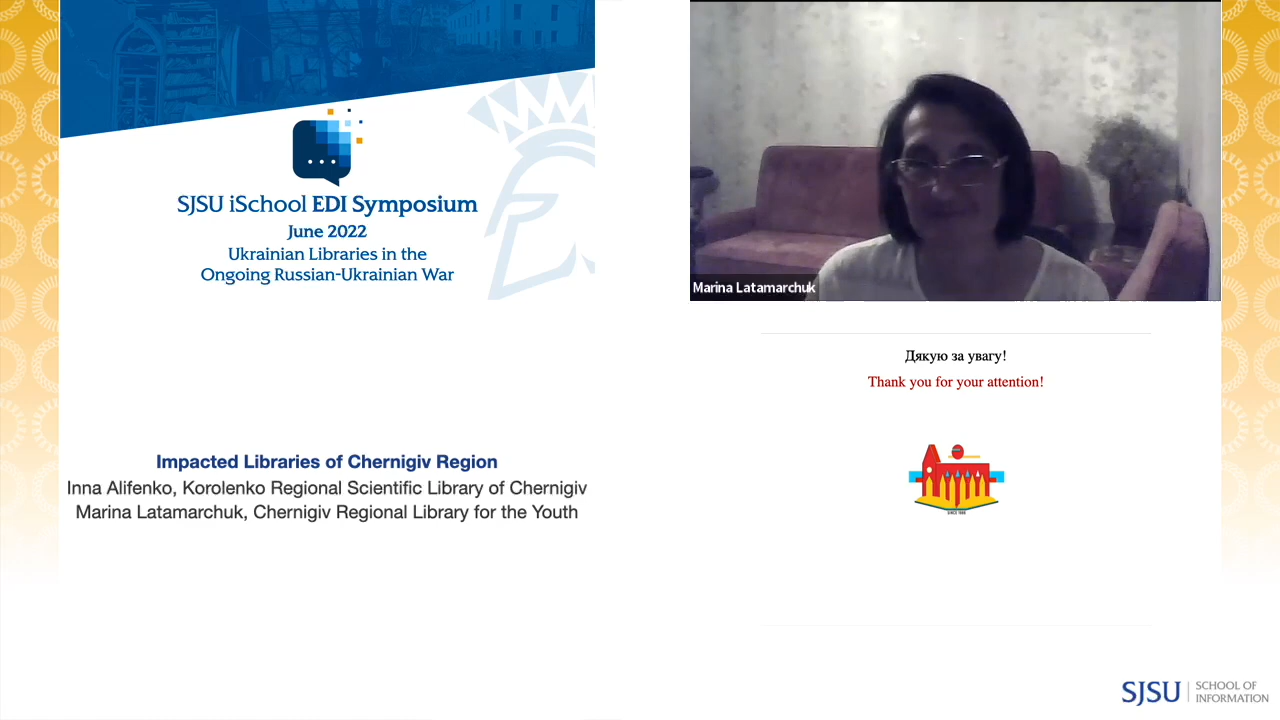 SJSU iSchool EDI Symposium
June 2022
Ukrainian Libraries in the
Ongoing Russian-Ukrainian War
Impacted Libraries of Chernigiv Region
Inna Alifenko, Korolenko Regional Scientific Library of Chernigiv
Marina Latamarchuk, Chernigiv Regional Library for the Youth
Marina Latamarchuk
Дякую за увагу!
Thank you for your attention!
SJSU SCHOOL OF
INFORMATION